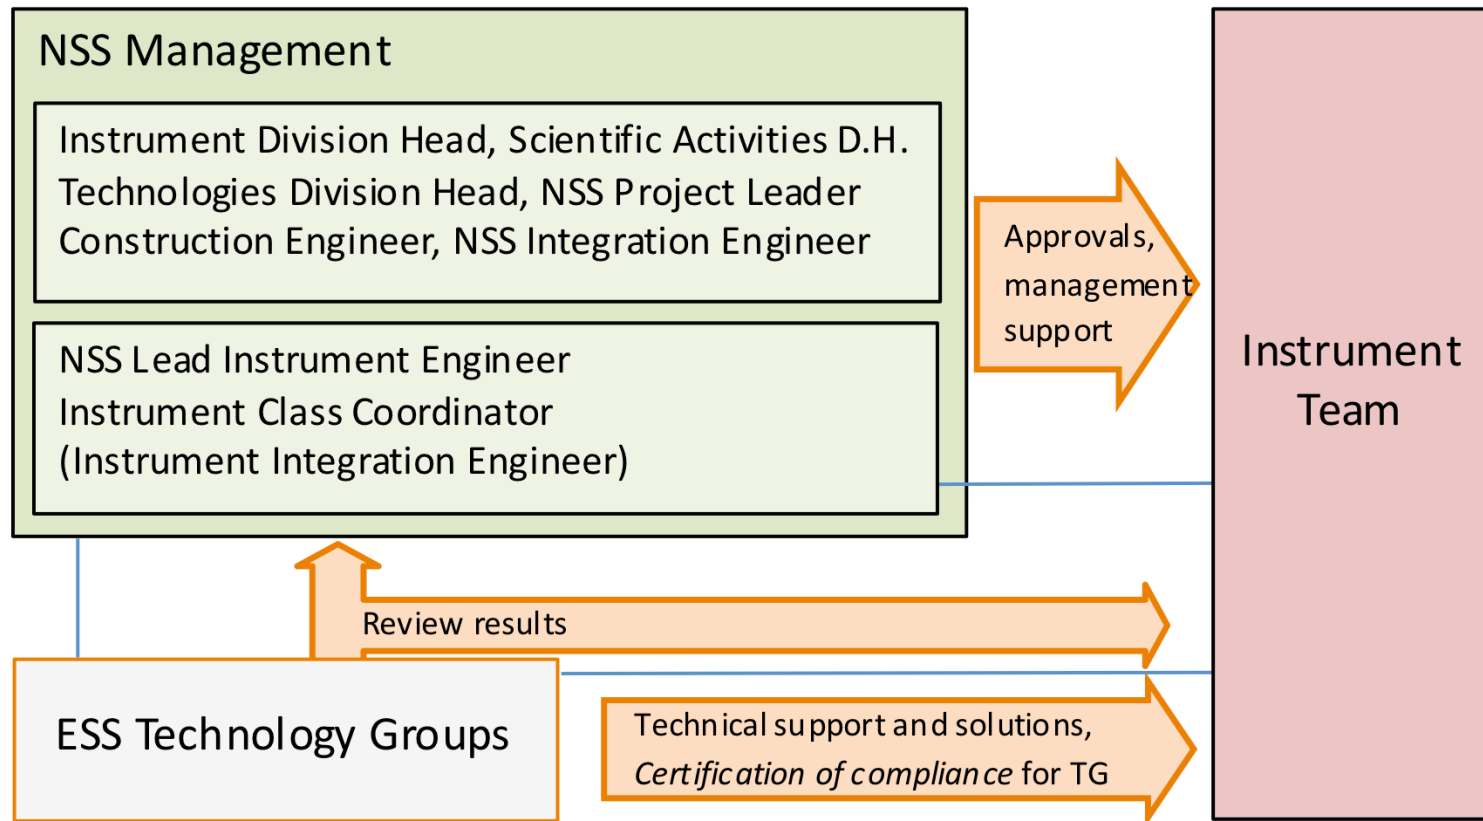 NSS Management
Instrument Division Head, Scientific Activities D.H.
Technologies Division Head, NSS Project Leader
Construction Engineer, NSS Integration Engineer
NSS Lead Instrument Engineer
Instrument Class Coordinator
(Instrument Integration Engineer)
Approvals,
management
support
Instrument
Team
Review results
ESS Technology Groups
Technical support and solutions,
Certification of compliance for TG